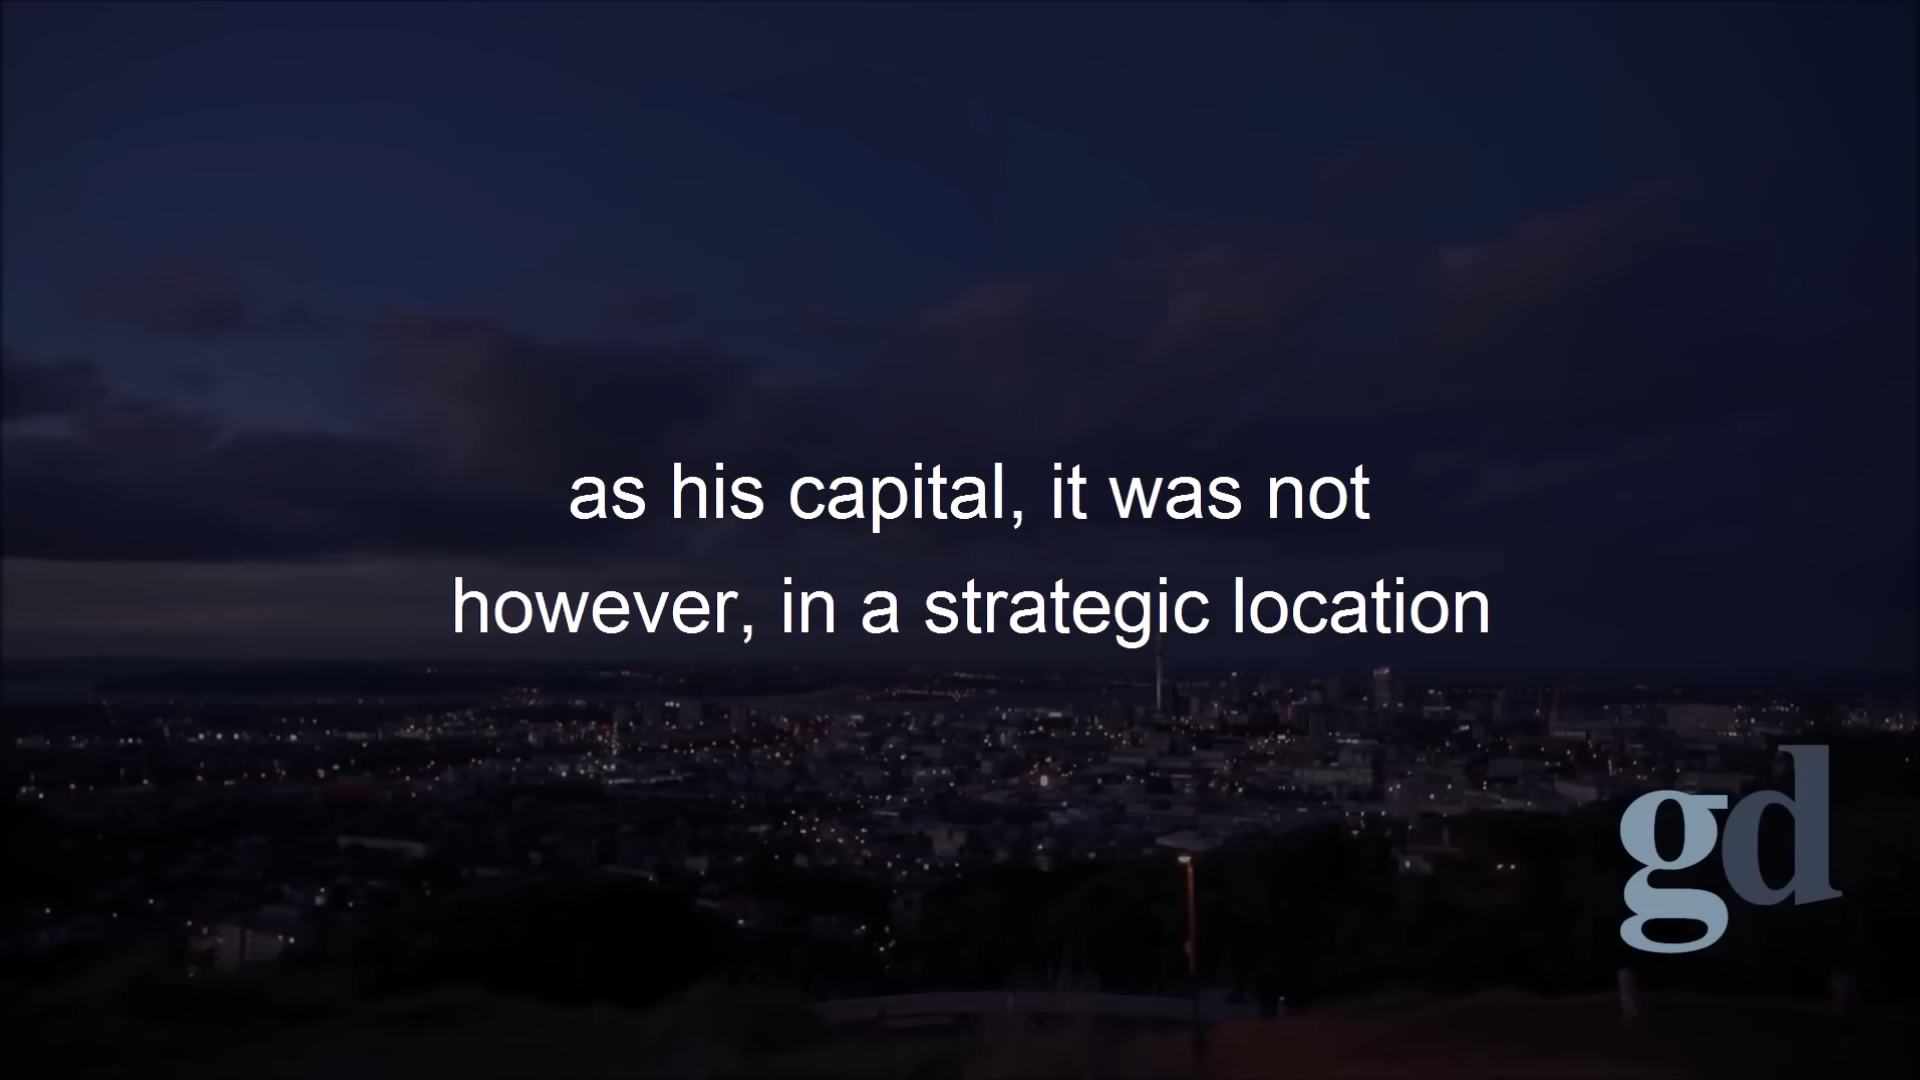 as his capital, it was not
however, in a strategic location
gd